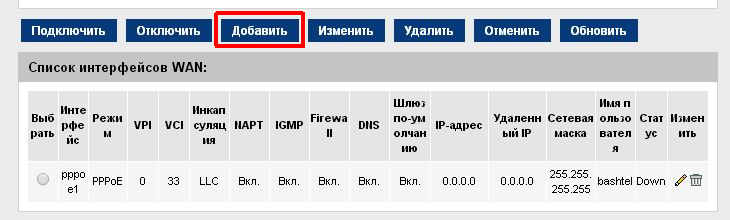 Подключить Отключить Добавить Изменить Удалить Отменить Обновить
Список интерфейсов WAN:
Выбрать Интерфейс Режим VPI VCI Инкапсуляция NAPT IGMP Firewall DNS Шлюз по-умолчанию IP-адрес Удаленный IP Сетевая маска Имя пользователя Статус Изменить
pppoe1 PPPoE 0 33 LLC Вкл. Вкл. Вкл. Вкл. Вкл. 0.0.0.0 0.0.0.0 255.255.255.255 bashtel Down